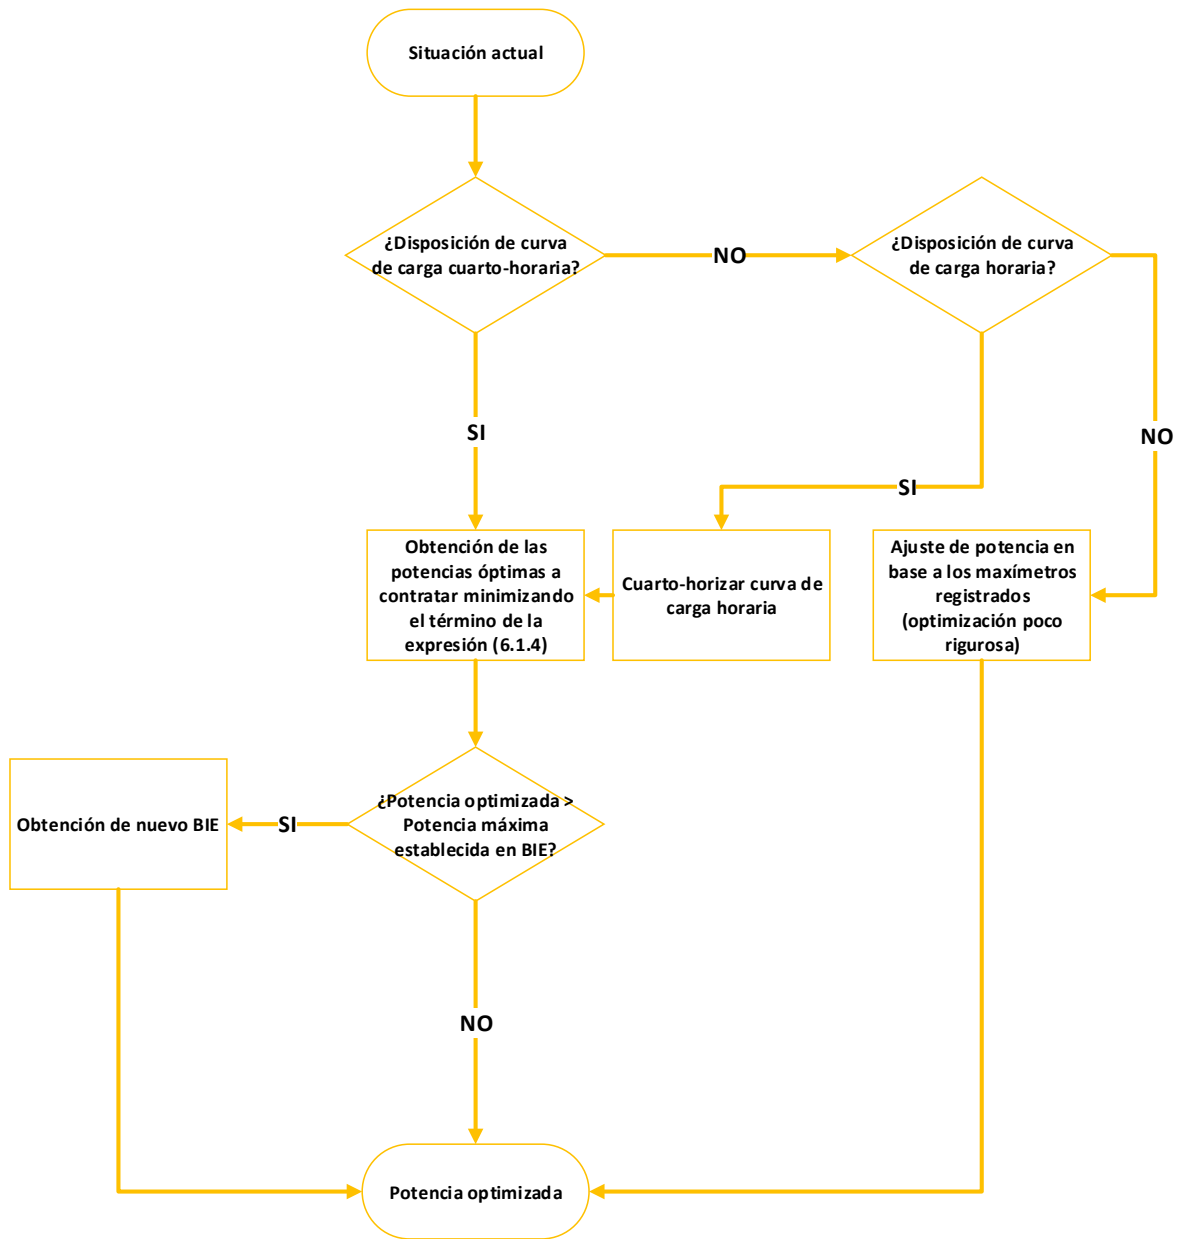 Situación actual
¿Disposición de curva
de carga cuarto-horaria?
NO
¿Disposición de curva
de carga horaria?
SI
NO
SI
Obtención de las
potencias óptimas a
contratar minimizando
el término de la
expresión (6.1.4)
Cuarto-horizar curva de
carga horaria
Ajuste de potencia en
base a los maxímetros
registrados
(optimización poco
rigurosa)
¿Potencia optimizada >
Potencia máxima
establecida en BIE?
SI
Obtención de nuevo BIE
NO
Potencia optimizada